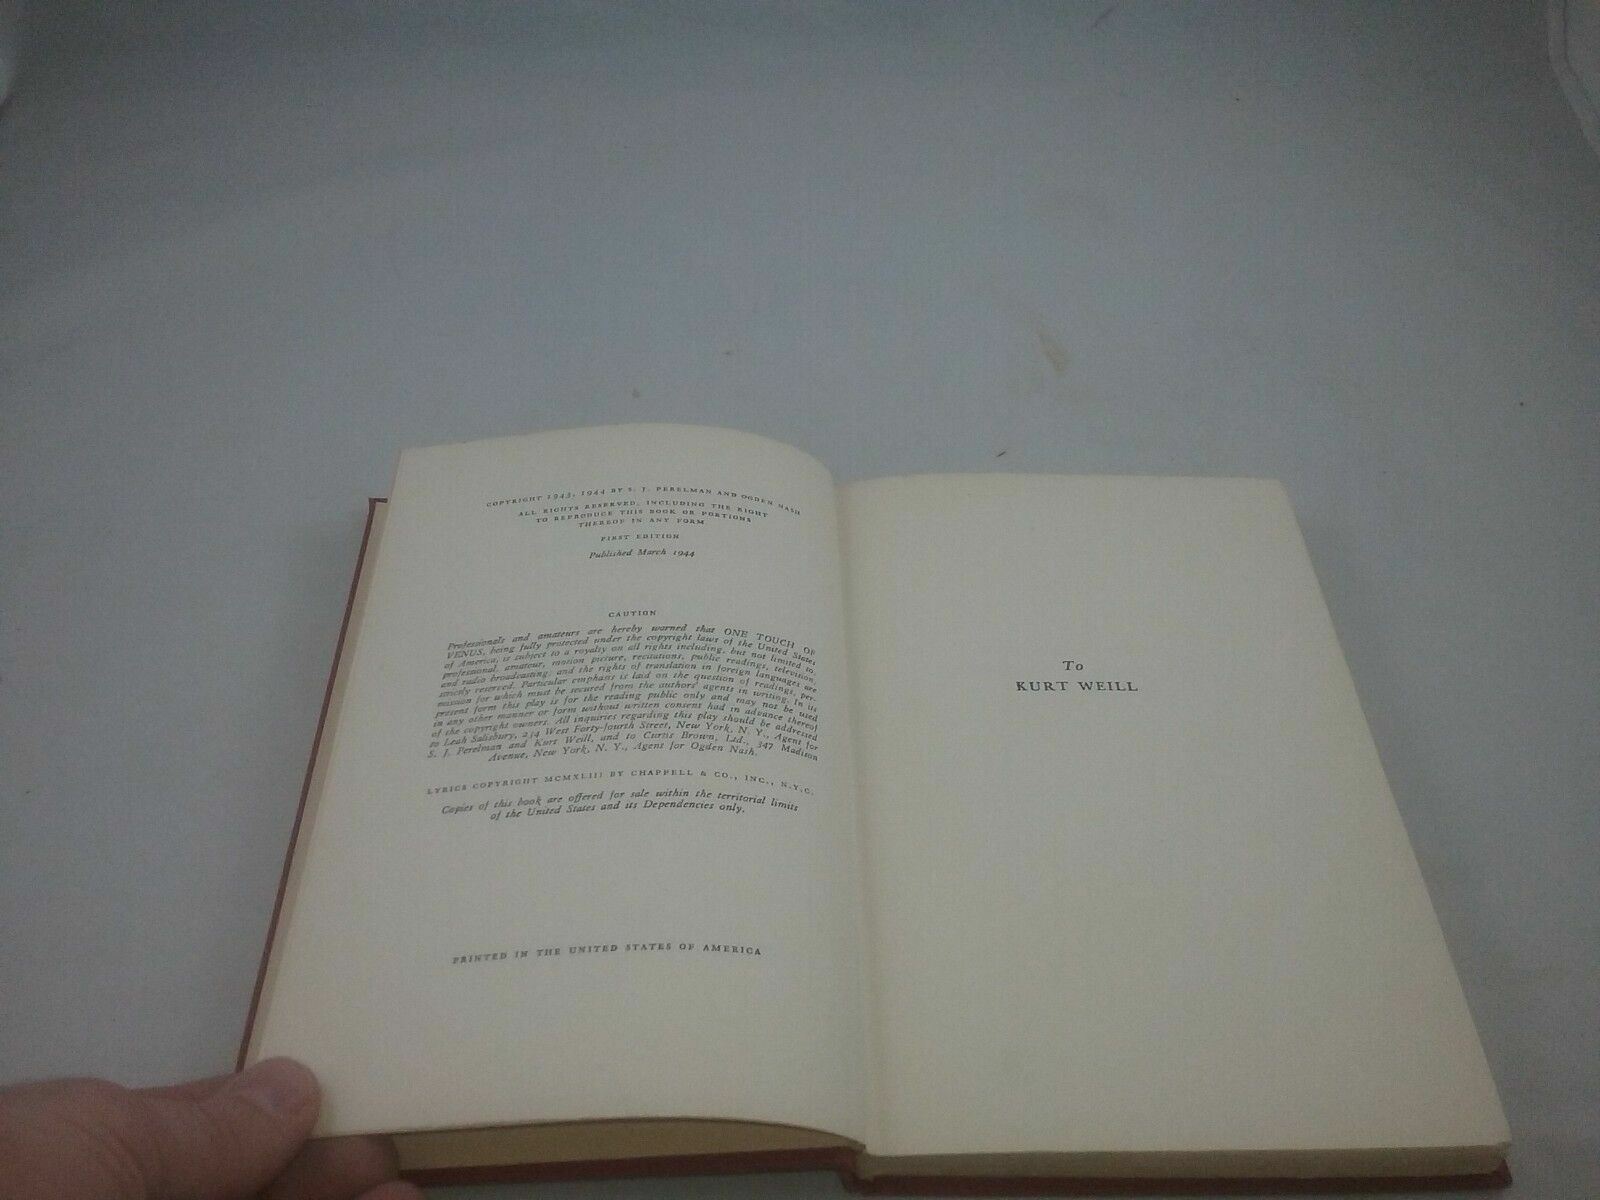 COPYRIGHT 1943, 1944 BY S. J. PERELMAN AND OGDEN NASH
ALL RIGHTS RESERVED, INCLUDING THE RIGHT
TO REPRODUCE THIS BOOK OR PORTIONS
THEREOF IN ANY FORM
FIRST EDITION
Published March 1944
CAUTION
Professionals and amateurs are hereby warned that ONE TOUCH OF
VENUS, being fully protected under the copyright laws of the United States
of America, is subject to a royalty on all rights including, but not limited to,
professional, amateur, motion picture, recitations, public readings, television,
and radio broadcasting, and the rights of translation in foreign languages are
strictly reserved. Particular emphasis is laid on the question of readings, per-
mission for which must be secured from the authors' agents in writing. In its
present form this play is for the reading public only and may not be used
in any other manner or form without written consent had in advance thereof
of the copyright owners. All inquiries regarding this play should be addressed
to Leah Salisbury, 234 West Forty-fourth Street, New York, N. Y., Agent for
S. J. Perelman and Kurt Weill, and to Curtis Brown, Ltd., 347 Madison
Avenue, New York, N. Y., Agent for Ogden Nash.
LYRICS COPYRIGHT MCMXLIII BY CHAPPELL & CO., INC., N.Y.C.
Copies of this book are offered for sale within the territorial limits
of the United States and its Dependencies only.
PRINTED IN THE UNITED STATES OF AMERICA
To
KURT WEILL